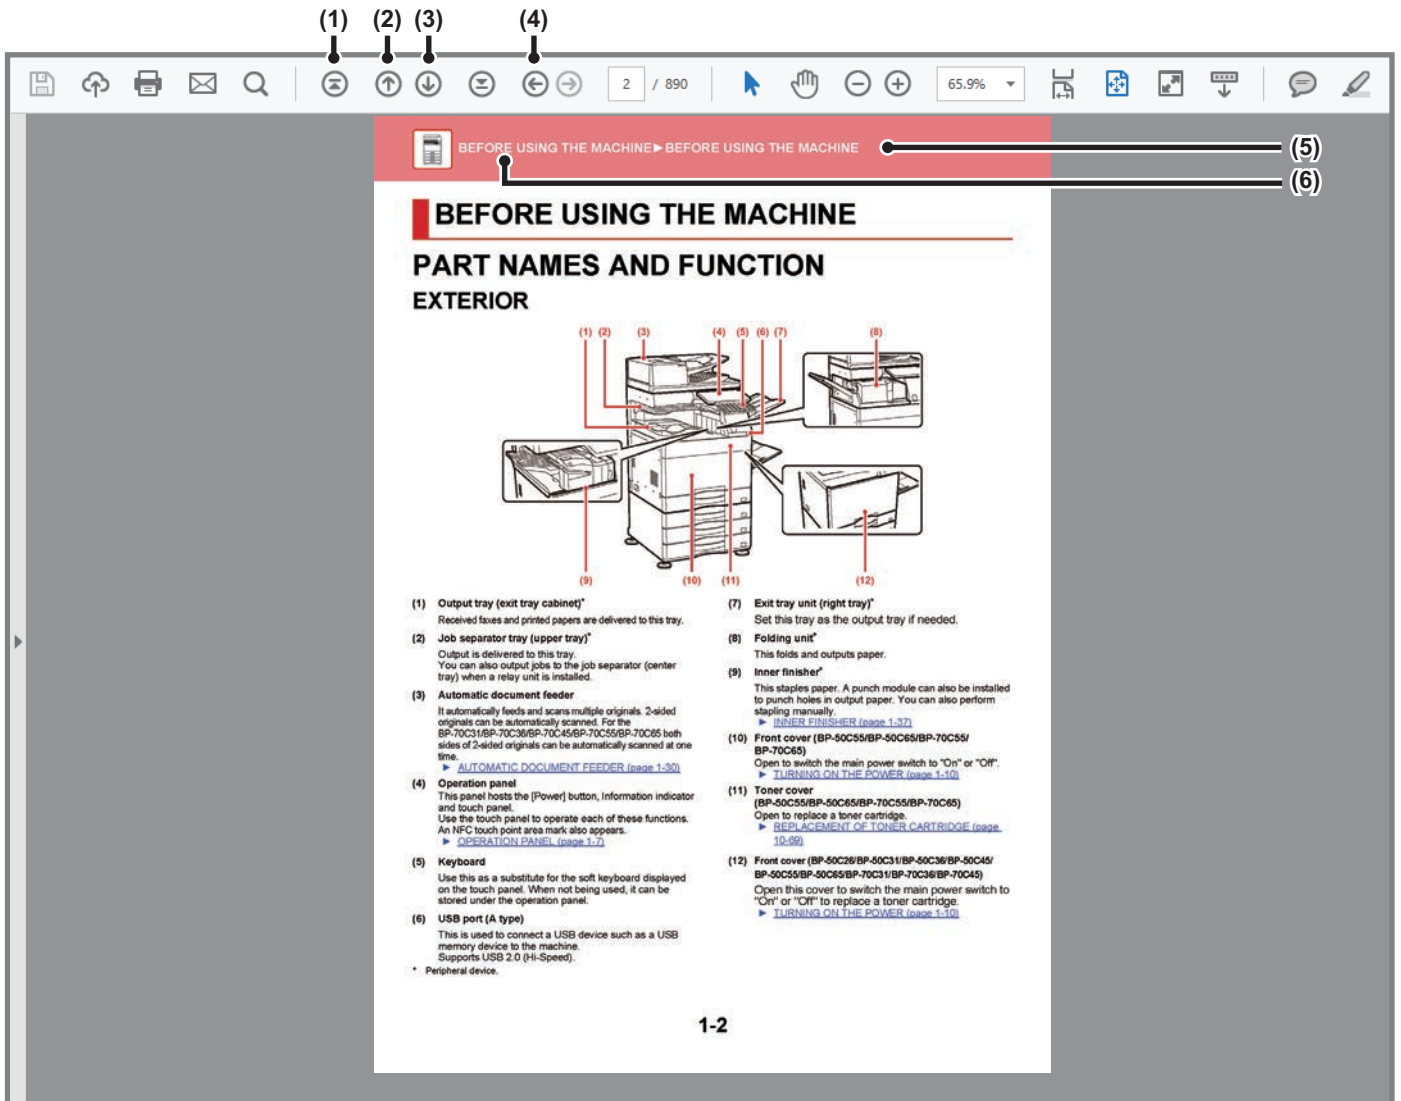 (1) (2) (3) (4)
2 / 890 65.9%
BEFORE USING THE MACHINE►BEFORE USING THE MACHINE
(5)
(6)
BEFORE USING THE MACHINE
PART NAMES AND FUNCTION
EXTERIOR
(1) (2) (3) (4) (5) (6) (7) (8)
(9) (10) (11) (12)
(1) Output tray (exit tray cabinet)*
Received faxes and printed papers are delivered to this tray.
(2) Job separator tray (upper tray)*
Output is delivered to this tray.
You can also output jobs to the job separator (center
tray) when a relay unit is installed.
(3) Automatic document feeder
It automatically feeds and scans multiple originals. 2-sided
originals can be automatically scanned. For the
BP-70C31/BP-70C36/BP-70C45/BP-70C55/BP-70C65 both
sides of 2-sided originals can be automatically scanned at one
time.
► AUTOMATIC DOCUMENT FEEDER (page 1-30)
(4) Operation panel
This panel hosts the [Power] button, Information indicator
and touch panel.
Use the touch panel to operate each of these functions.
An NFC touch point area mark also appears.
► OPERATION PANEL (page 1-7)
(5) Keyboard
Use this as a substitute for the soft keyboard displayed
on the touch panel. When not being used, it can be
stored under the operation panel.
(6) USB port (A type)
This is used to connect a USB device such as a USB
memory device to the machine.
Supports USB 2.0 (Hi-Speed).
* Peripheral device.
(7) Exit tray unit (right tray)*
Set this tray as the output tray if needed.
(8) Folding unit*
This folds and outputs paper.
(9) Inner finisher*
This staples paper. A punch module can also be installed
to punch holes in output paper. You can also perform
stapling manually.
► INNER FINISHER (page 1-37)
(10) Front cover (BP-50C55/BP-50C65/BP-70C55/
BP-70C65)
Open to switch the main power switch to "On" or "Off".
► TURNING ON THE POWER (page 1-10)
(11) Toner cover
(BP-50C55/BP-50C65/BP-70C55/BP-70C65)
Open to replace a toner cartridge.
► REPLACEMENT OF TONER CARTRIDGE (page
10-69)
(12) Front cover (BP-50C26/BP-50C31/BP-50C36/BP-50C45/
BP-50C55/BP-50C65/BP-70C31/BP-70C36/BP-70C45)
Open this cover to switch the main power switch to
"On" or "Off" to replace a toner cartridge.
► TURNING ON THE POWER (page 1-10)
1-2